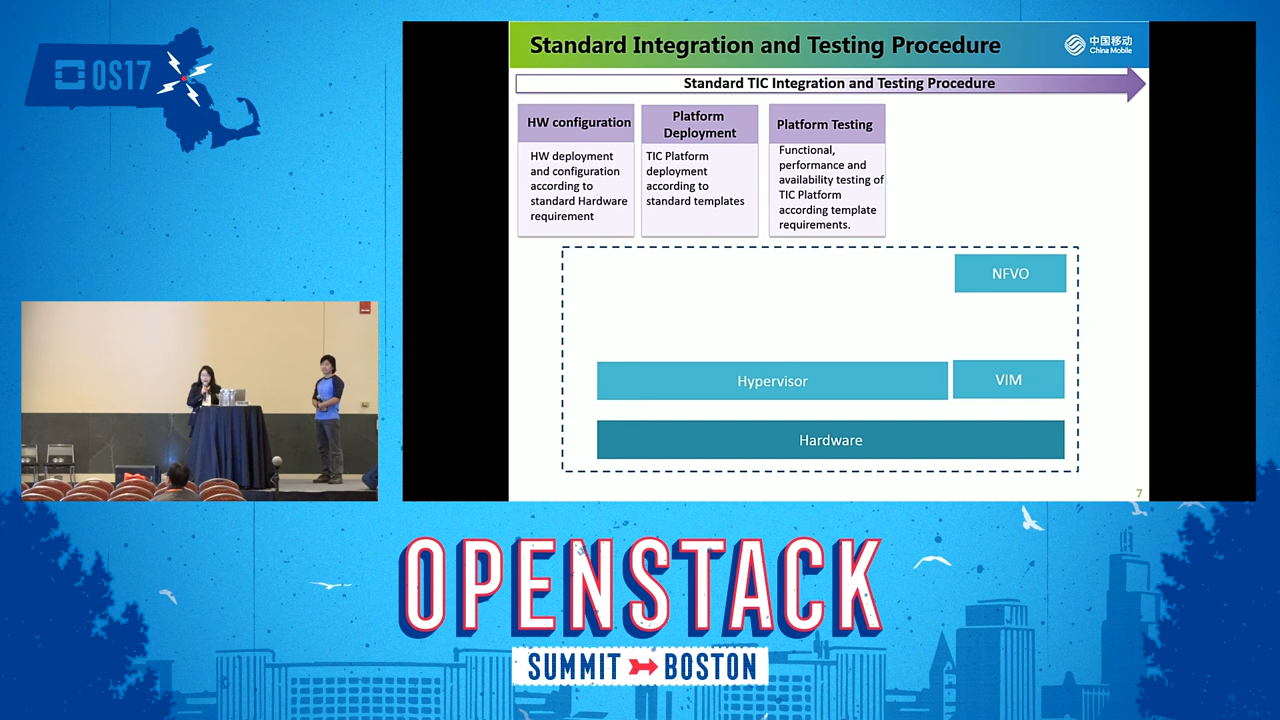 OS17
Standard Integration and Testing Procedure
中国移动
China Mobile
Standard TIC Integration and Testing Procedure
HW configuration
HW deployment
and configuration
according to
standard Hardware
requirement
Platform
Deployment
TIC Platform
deployment
according to
standard templates
Platform Testing
Functional,
performance and
availability testing of
TIC Platform
according template
requirements.
NFVO
Hypervisor
VIM
Hardware
7
OPENSTACK
SUMMIT BOSTON